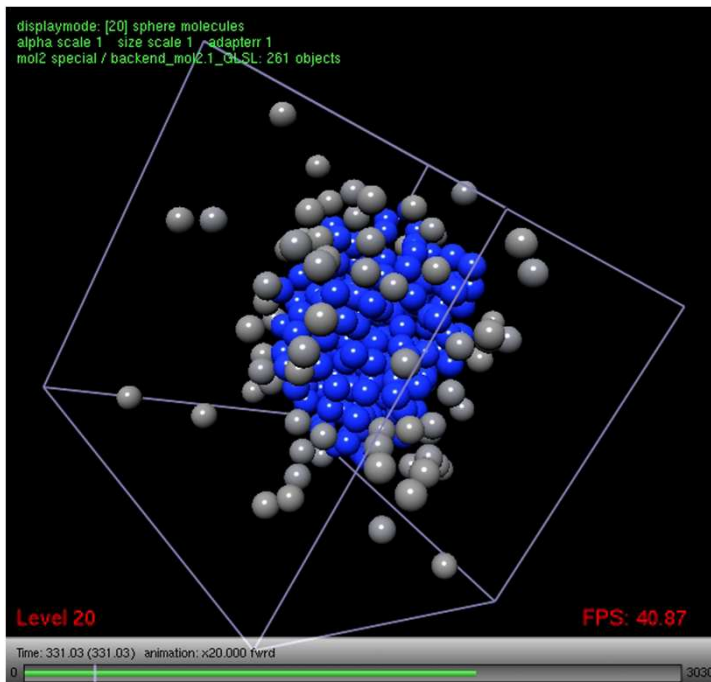 displaymode: [20] sphere molecules
alpha scale 1 size scale 1 adapterr 1
mol2 special / backend_mol2.1_GLSL: 261 objects
Level 20
FPS: 40.87
Time: 331.03 (331.03) animation: x20.000 fwrd
0
3030